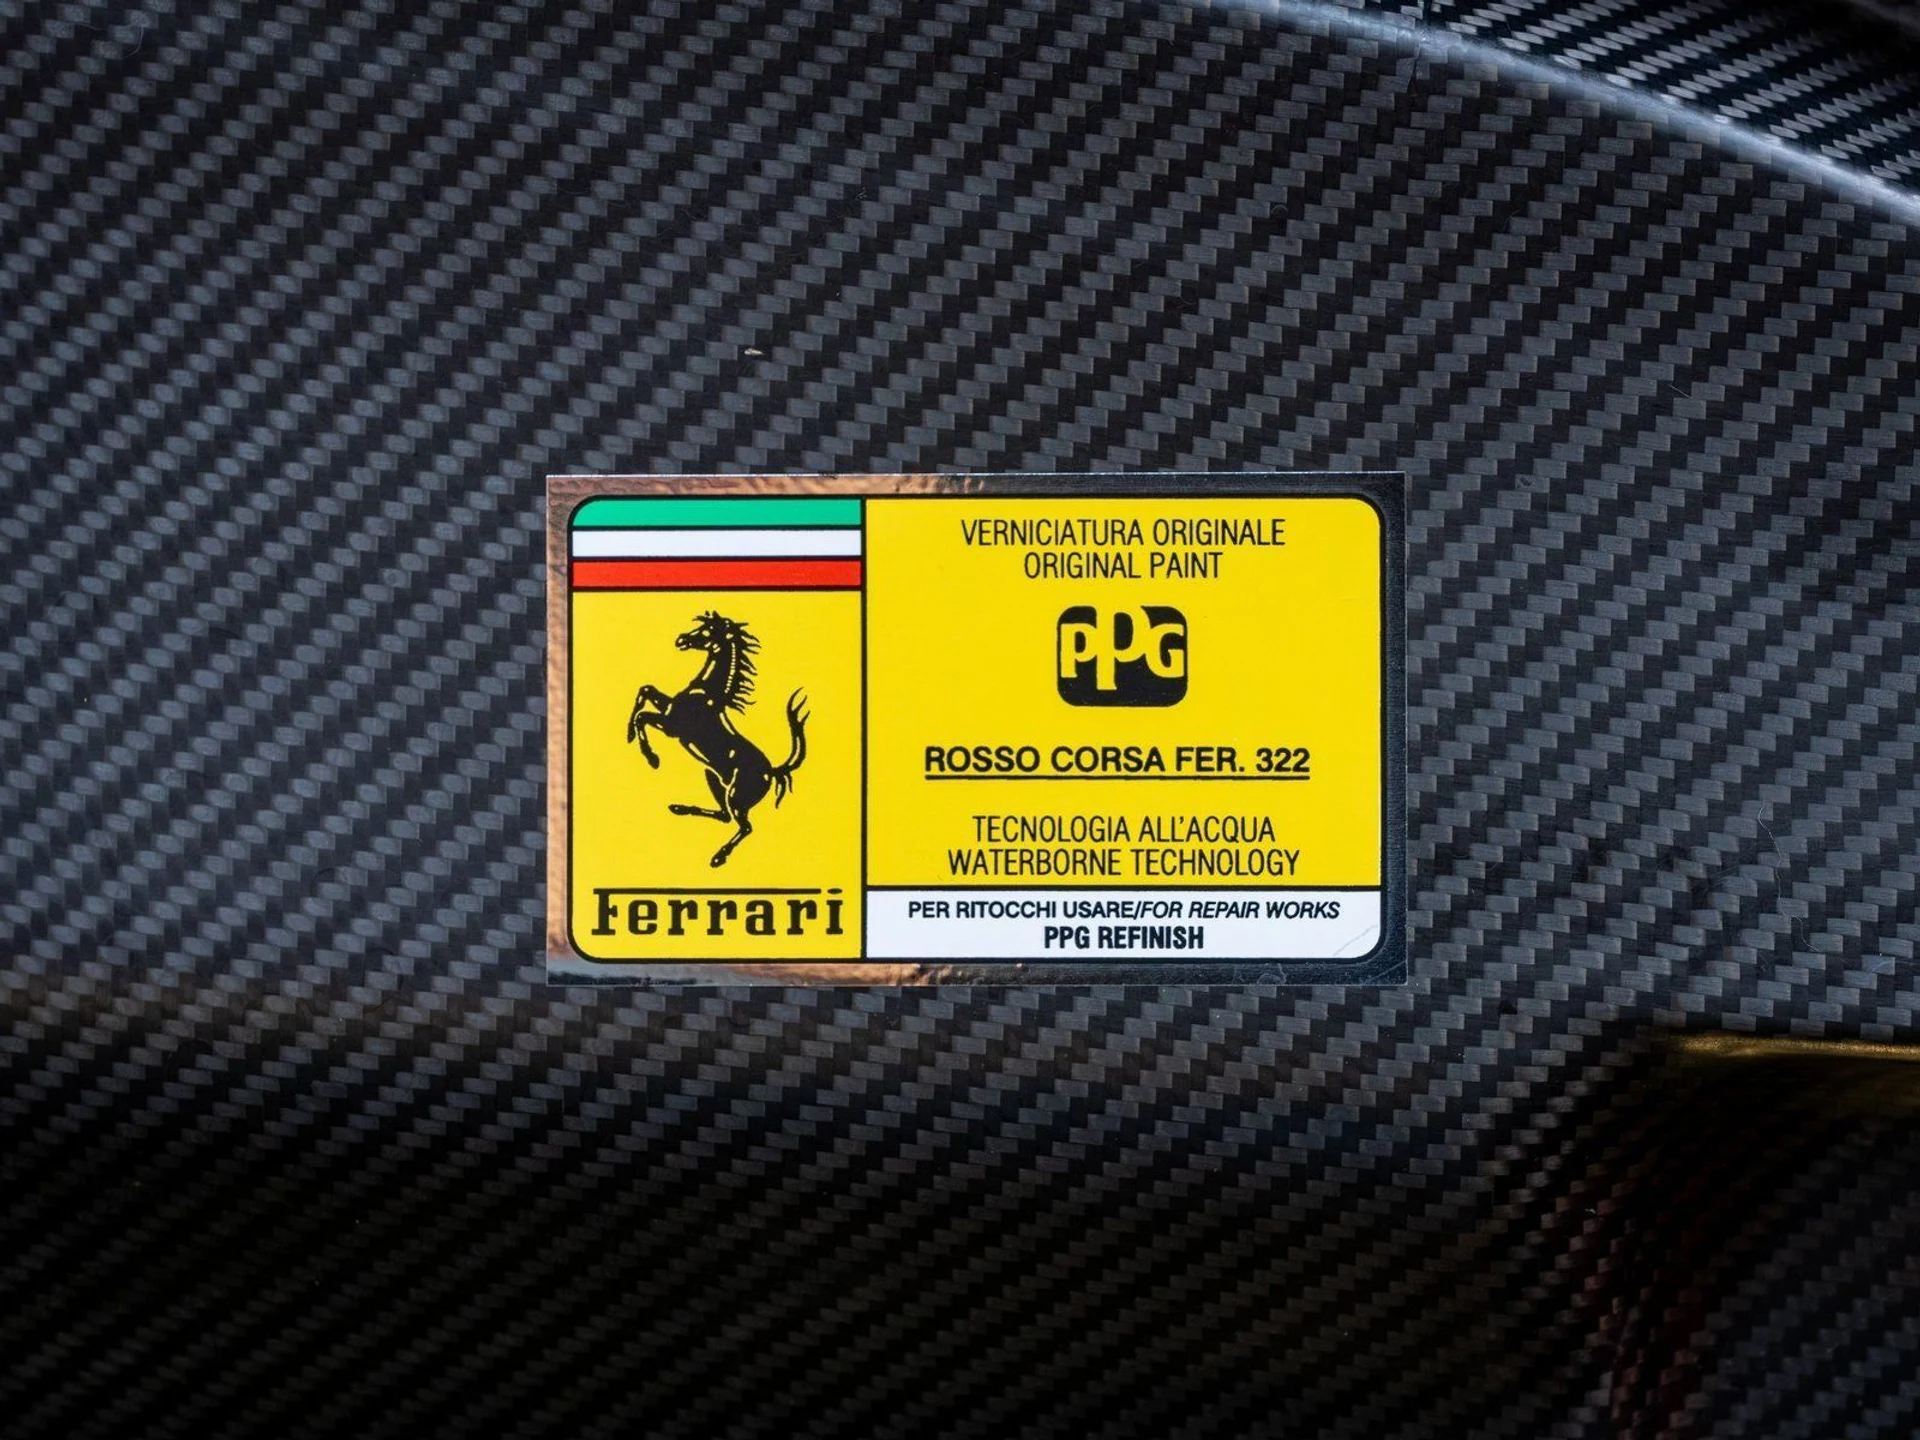 Ferrari
VERNICIATURA ORIGINALE
ORIGINAL PAINT
PPG
ROSSO CORSA FER. 322
TECNOLOGIA ALL'ACQUA
WATERBORNE TECHNOLOGY
PER RITOCCHI USARE/FOR REPAIR WORKS
PPG REFINISH